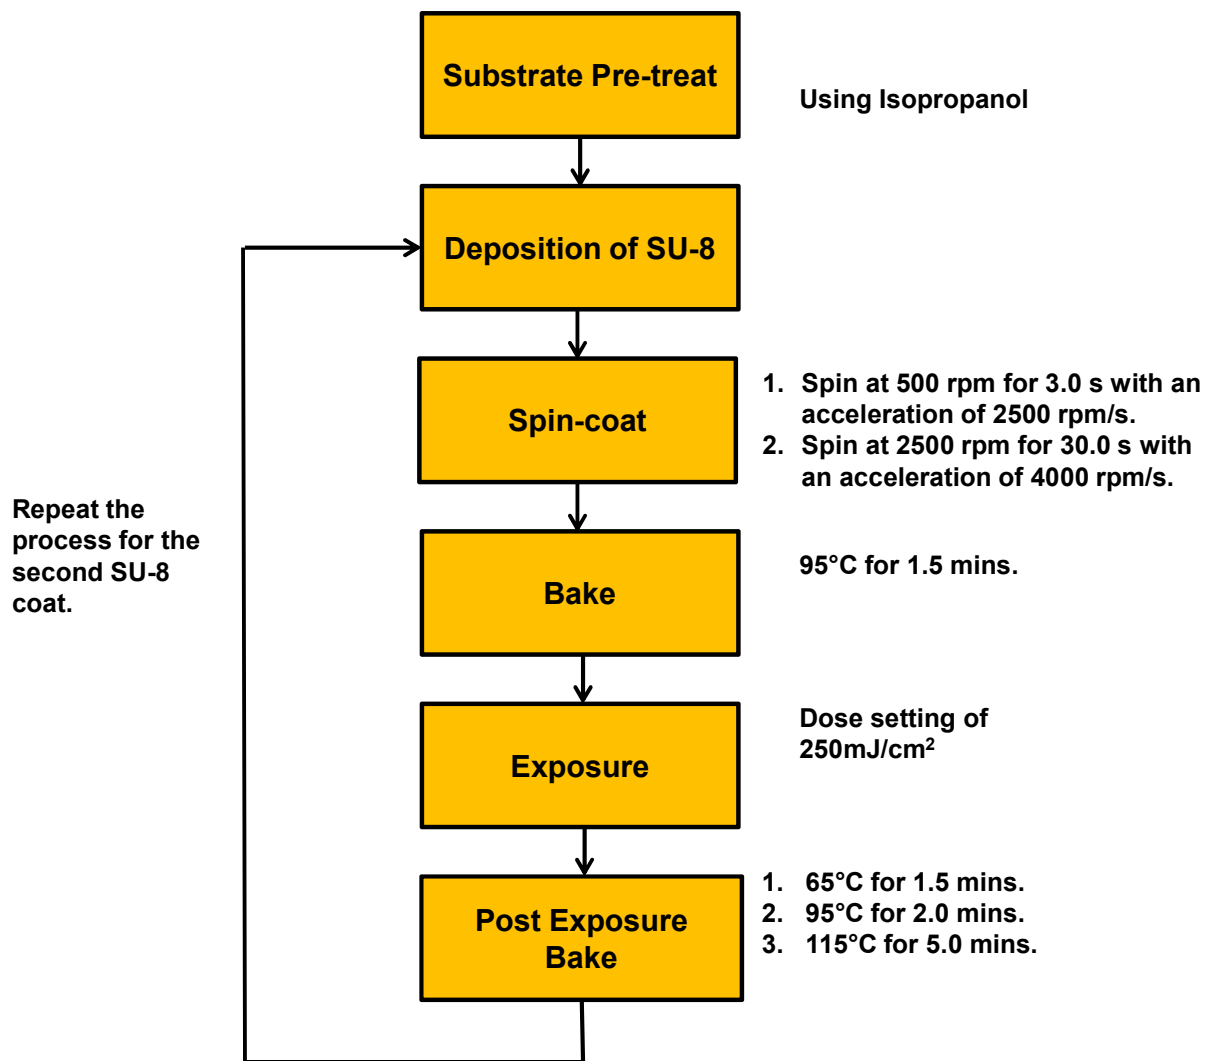 Substrate Pre-treat
Using Isopropanol
Deposition of SU-8
Spin-coat
1. Spin at 500 rpm for 3.0 s with an
acceleration of 2500 rpm/s.
2. Spin at 2500 rpm for 30.0 s with
an acceleration of 4000 rpm/s.
Repeat the
process for the
second SU-8
coat.
Bake
95°C for 1.5 mins.
Exposure
Dose setting of
250mJ/cm²
Post Exposure
Bake
1. 65°C for 1.5 mins.
2. 95°C for 2.0 mins.
3. 115°C for 5.0 mins.